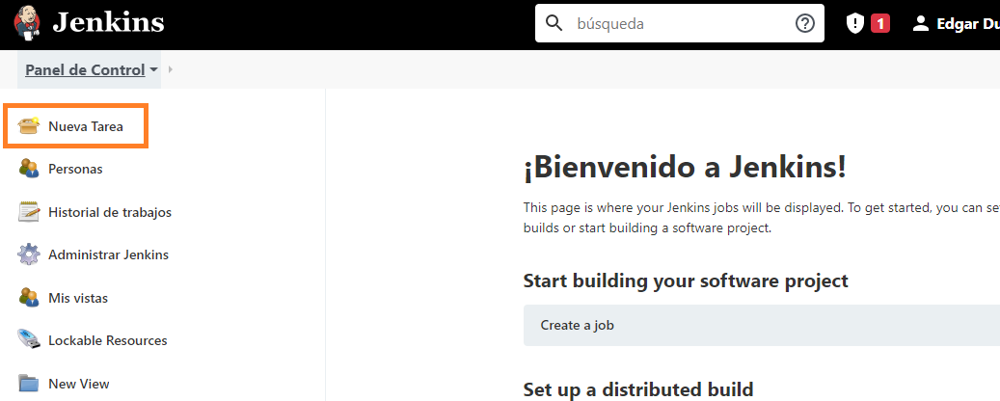 Jenkins
búsqueda
1
Edgar Du
Panel de Control
Nueva Tarea
Personas
Historial de trabajos
Administrar Jenkins
Mis vistas
Lockable Resources
New View
¡Bienvenido a Jenkins!
This page is where your Jenkins jobs will be displayed. To get started, you can se
builds or start building a software project.
Start building your software project
Create a job
Set up a distributed build